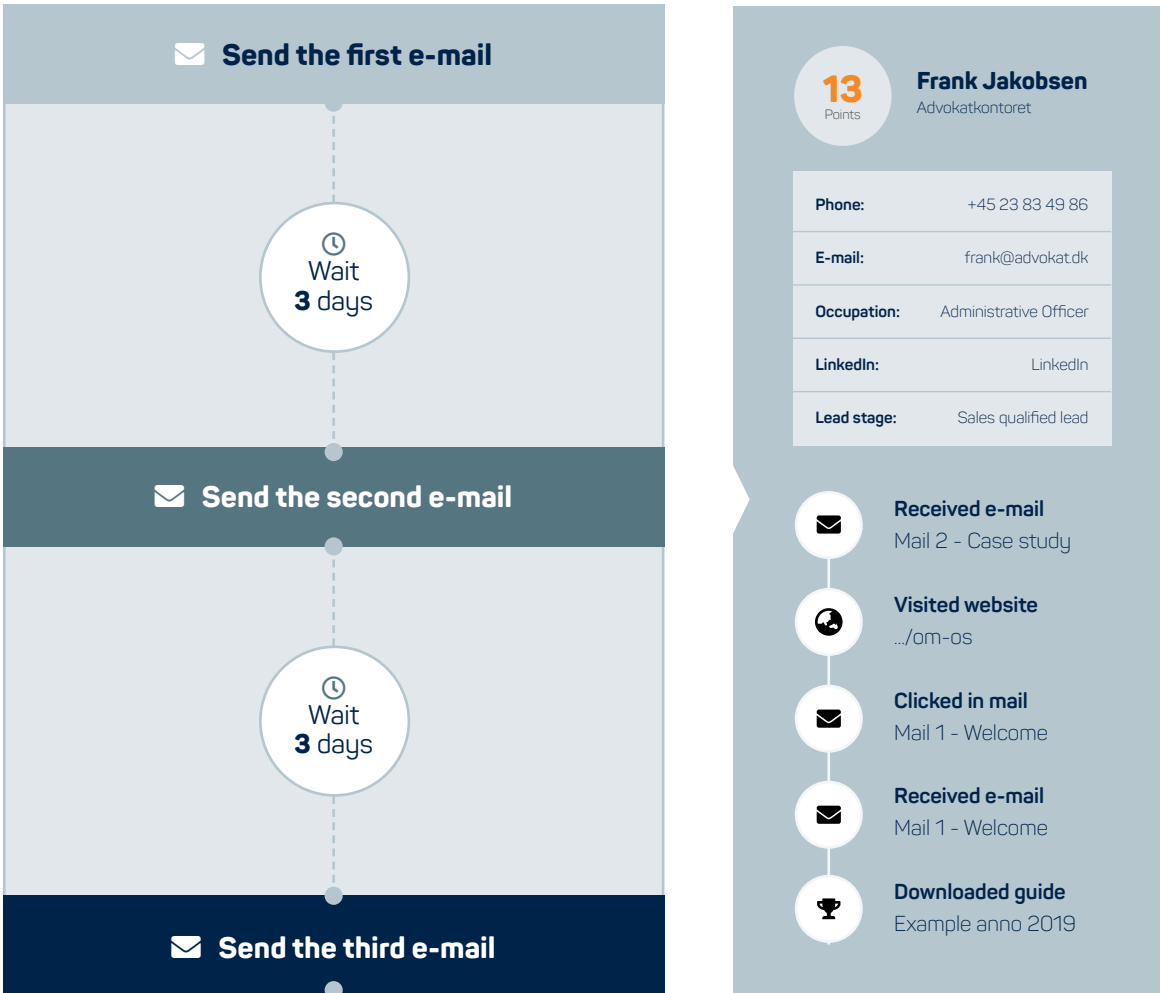 Send the first e-mail
Wait
3 days
Send the second e-mail
Wait
3 days
Send the third e-mail
13
Points
Frank Jakobsen
Advokatkontoret
Phone: +45 23 83 49 86
E-mail: frank@advokat.dk
Occupation: Administrative Officer
LinkedIn: LinkedIn
Lead stage: Sales qualified lead
Received e-mail
Mail 2 - Case study
Visited website
.../om-os
Clicked in mail
Mail 1 - Welcome
Received e-mail
Mail 1 - Welcome
Downloaded guide
Example anno 2019